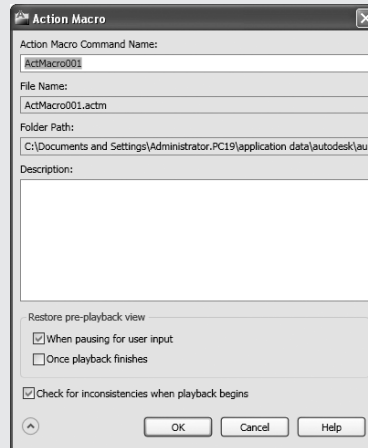 Action Macro
Action Macro Command Name:
ActMacro001
File Name:
ActMacro001.actm
Folder Path:
C:\Documents and Settings\Administrator.PC19\application data\autodesk\au
Description:
Restore pre-playback view
When pausing for user input
Once playback finishes
Check for inconsistencies when playback begins
OK Cancel Help